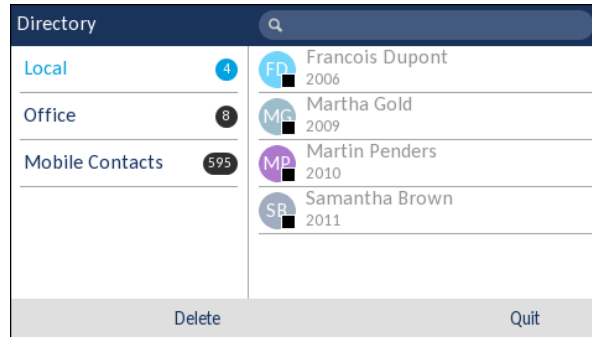 Directory
Local 4
Office 8
Mobile Contacts 595
FD Francois Dupont
2006
MG Martha Gold
2009
MP Martin Penders
2010
SB Samantha Brown
2011
Delete Quit